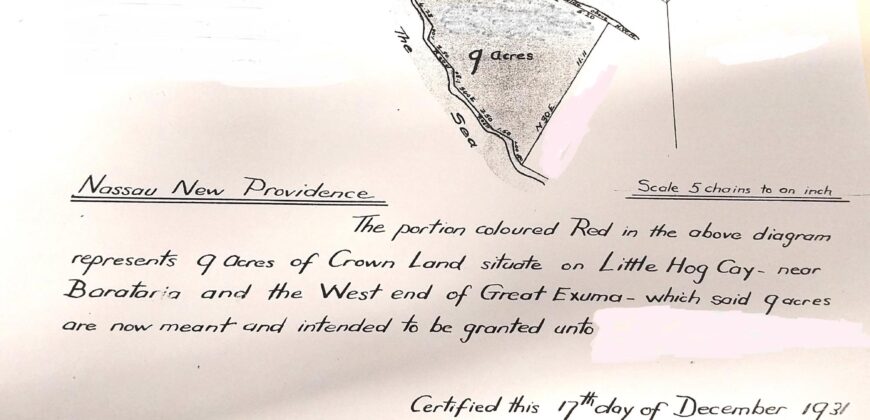 The
Sea
9 acres
N 30 E
11.11
Nassau New Providence
Scale 5 chains to an inch
The portion coloured Red in the above diagram
represents 9 acres of Crown Land situate on Little Hog Cay - near
Barataria and the West end of Great Exuma - which said 9 acres
are now meant and intended to be granted unto
Certified this 17th day of December 1931